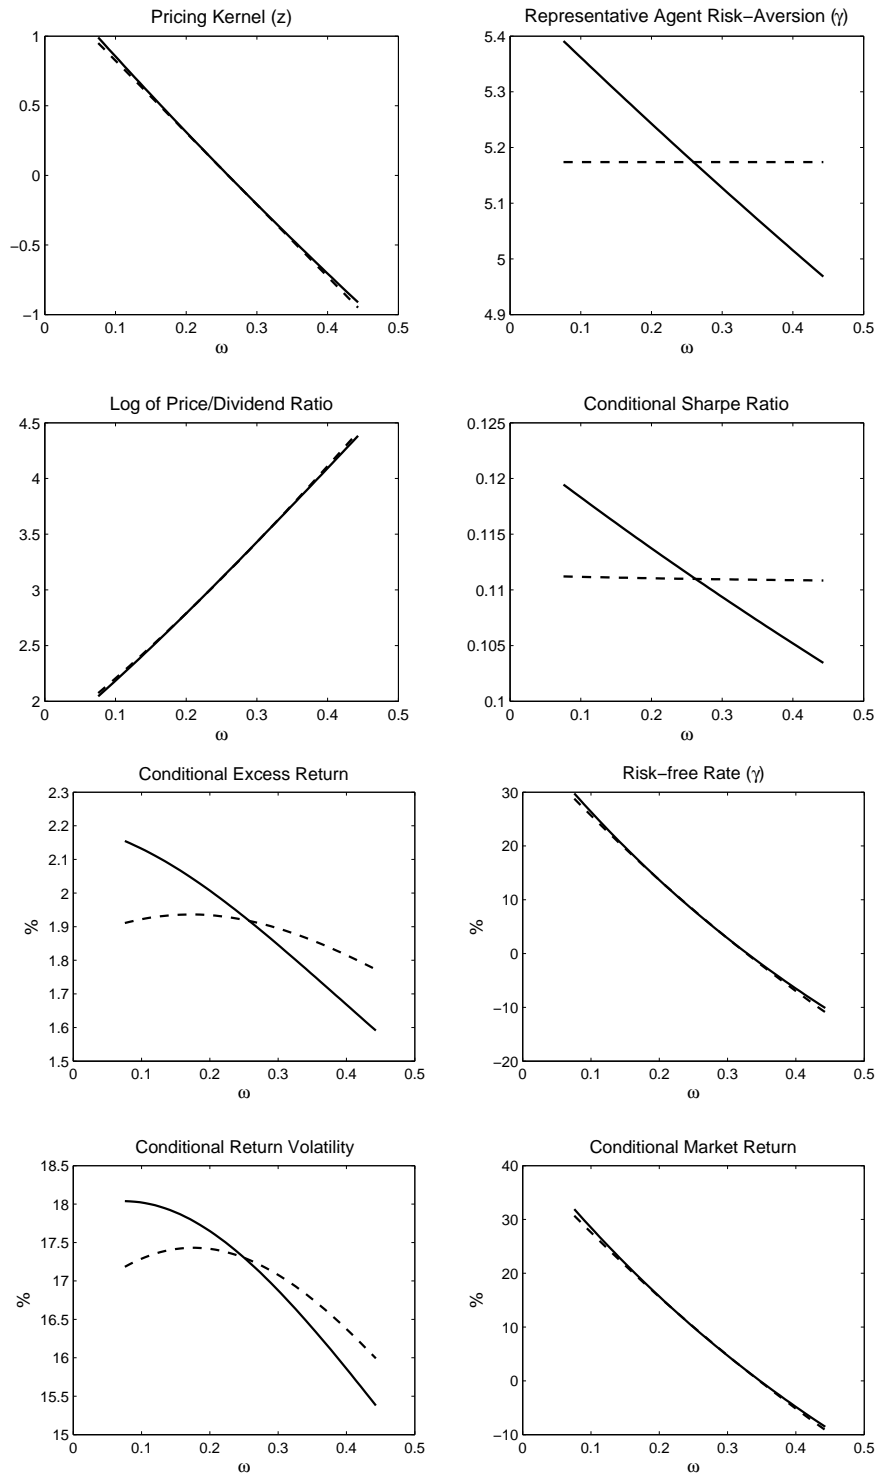 Pricing Kernel (z)
1
0.5
0
−0.5
−1
0 0.1 0.2 0.3 0.4 0.5
ω
Representative Agent Risk−Aversion (γ)
5.4
5.3
5.2
5.1
5
4.9
0 0.1 0.2 0.3 0.4 0.5
ω
Log of Price/Dividend Ratio
4.5
4
3.5
3
2.5
2
0 0.1 0.2 0.3 0.4 0.5
ω
Conditional Sharpe Ratio
0.125
0.12
0.115
0.11
0.105
0.1
0 0.1 0.2 0.3 0.4 0.5
ω
Conditional Excess Return
2.3
2.2
2.1
2
1.9
1.8
1.7
1.6
1.5
%
0 0.1 0.2 0.3 0.4 0.5
ω
Risk−free Rate (γ)
30
20
10
0
−10
−20
%
0 0.1 0.2 0.3 0.4 0.5
ω
Conditional Return Volatility
18.5
18
17.5
17
16.5
16
15.5
15
%
0 0.1 0.2 0.3 0.4 0.5
ω
Conditional Market Return
40
30
20
10
0
−10
%
0 0.1 0.2 0.3 0.4 0.5
ω